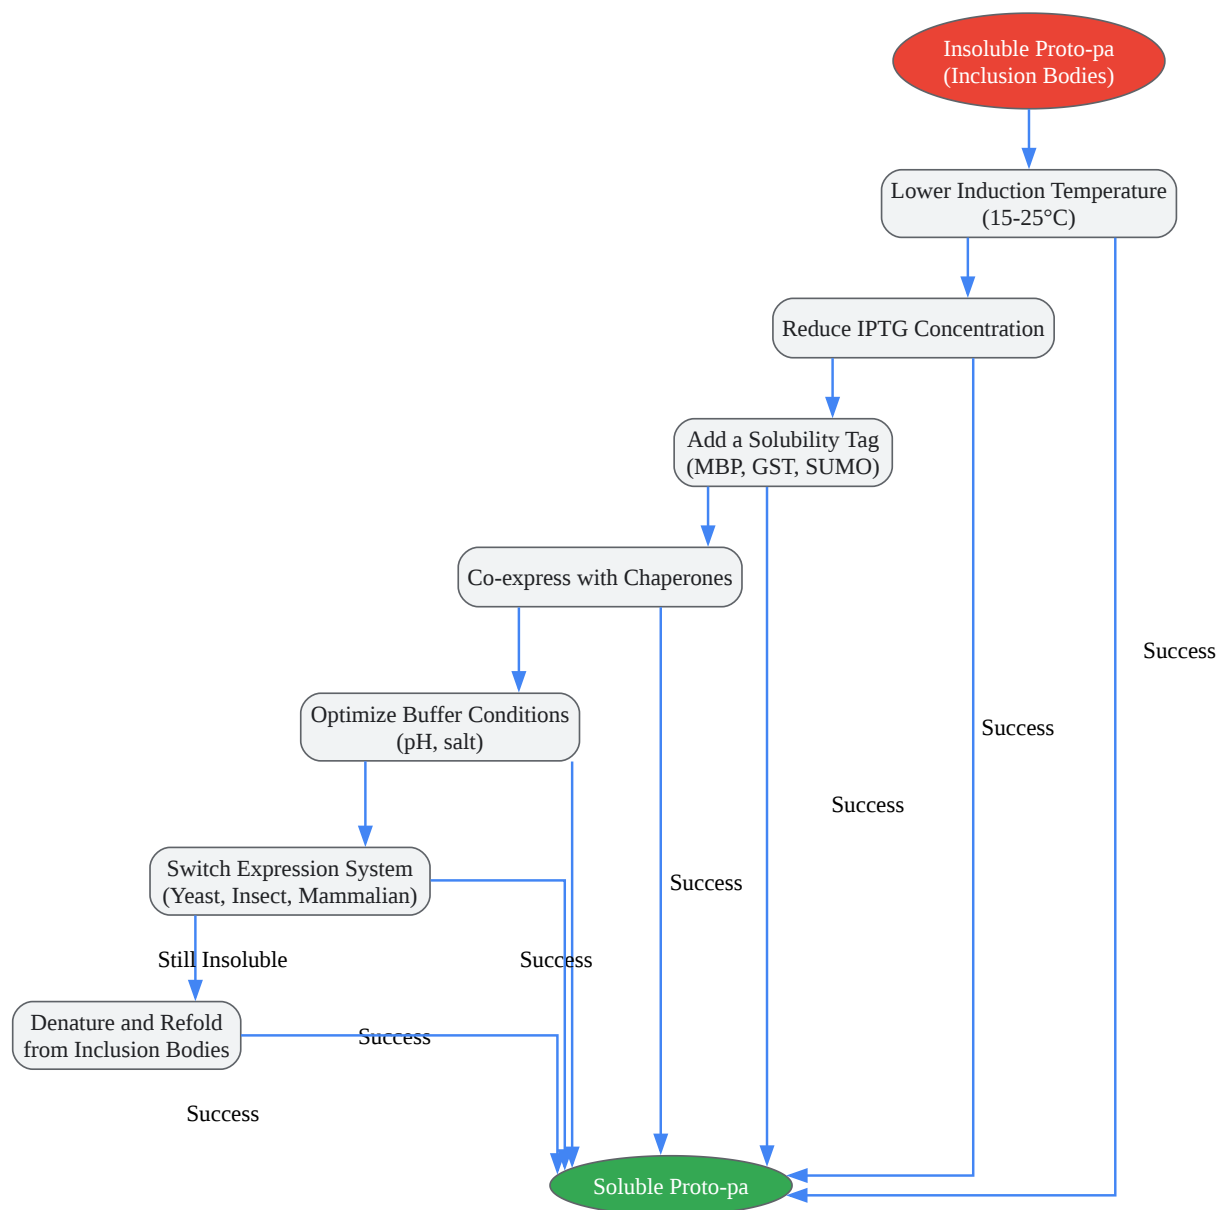 Insoluble Proto-pa
(Inclusion Bodies)
Lower Induction Temperature
(15-25°C)
Reduce IPTG Concentration
Add a Solubility Tag
(MBP, GST, SUMO)
Co-express with Chaperones
Success
Optimize Buffer Conditions
(pH, salt)
Success
Success
Switch Expression System
(Yeast, Insect, Mammalian)
Success
Still Insoluble
Success
Denature and Refold
from Inclusion Bodies
Success
Success
Soluble Proto-pa